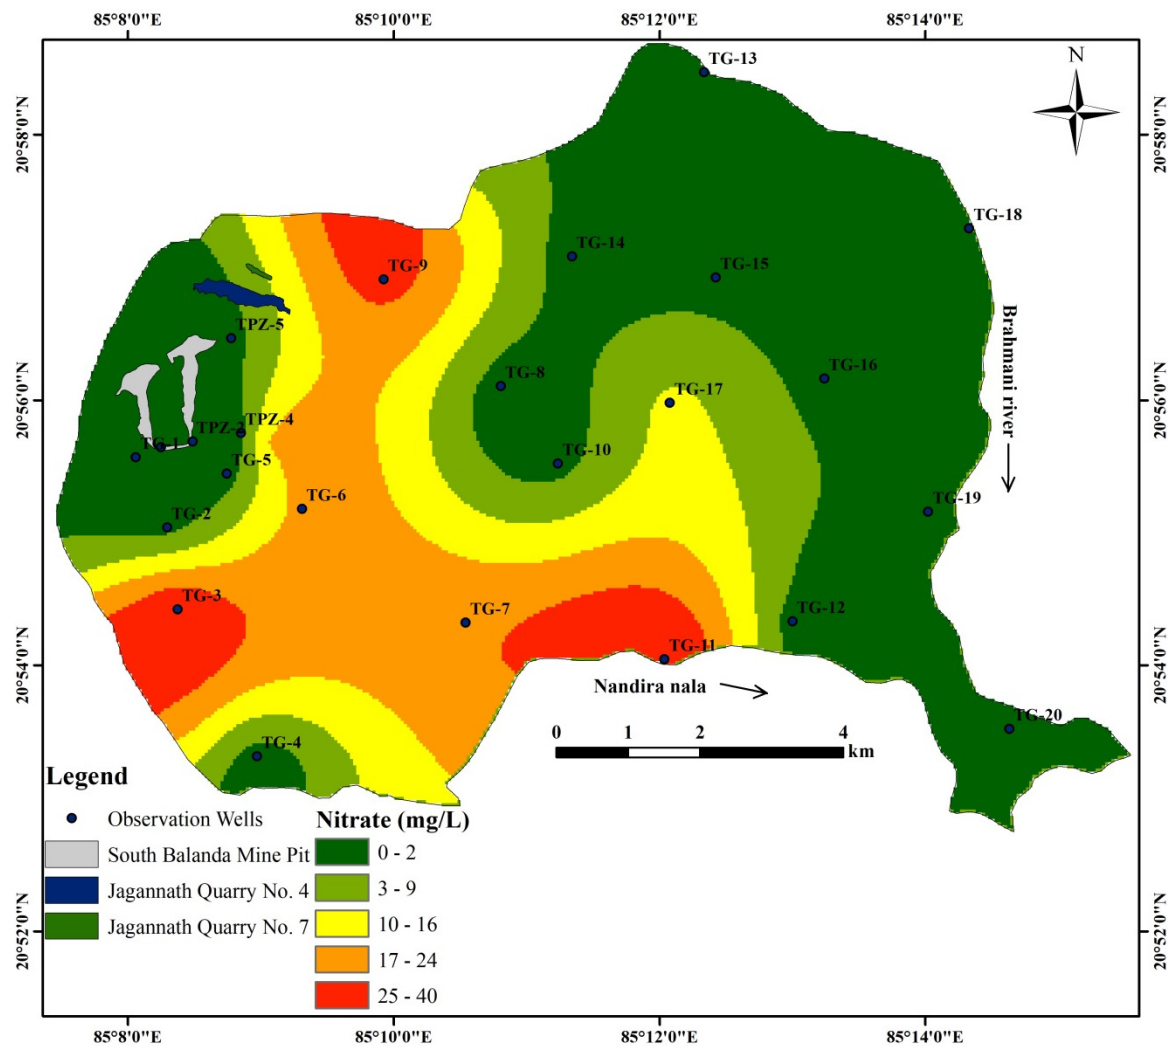 85°8'0"E 85°10'0"E 85°12'0"E 85°14'0"E
N
20°58'0"N
20°58'0"N
20°56'0"N
20°56'0"N
20°54'0"N
20°54'0"N
20°52'0"N
20°52'0"N
TG-13
TG-18
TG-14
TG-15
TG-9
TPZ-5
TG-8
TG-16
TG-17
TPZ-4
TG-1
TG-10
TG-5
TG-6
TG-19
TG-2
TG-3
TG-7
TG-12
TG-11
TG-4
TG-20
Brahmani river
Nandira nala
0 1 2 4
km
Legend
Observation Wells
South Balanda Mine Pit
Jagannath Quarry No. 4
Jagannath Quarry No. 7
Nitrate (mg/L)
0 - 2
3 - 9
10 - 16
17 - 24
25 - 40
85°8'0"E 85°10'0"E 85°12'0"E 85°14'0"E